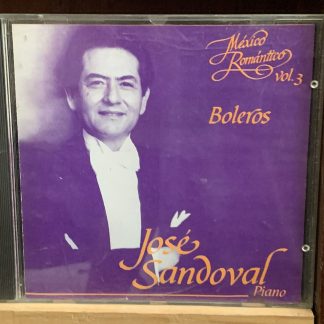 México
Romántico
vol. 3
Boleros
José
Sandoval
Piano